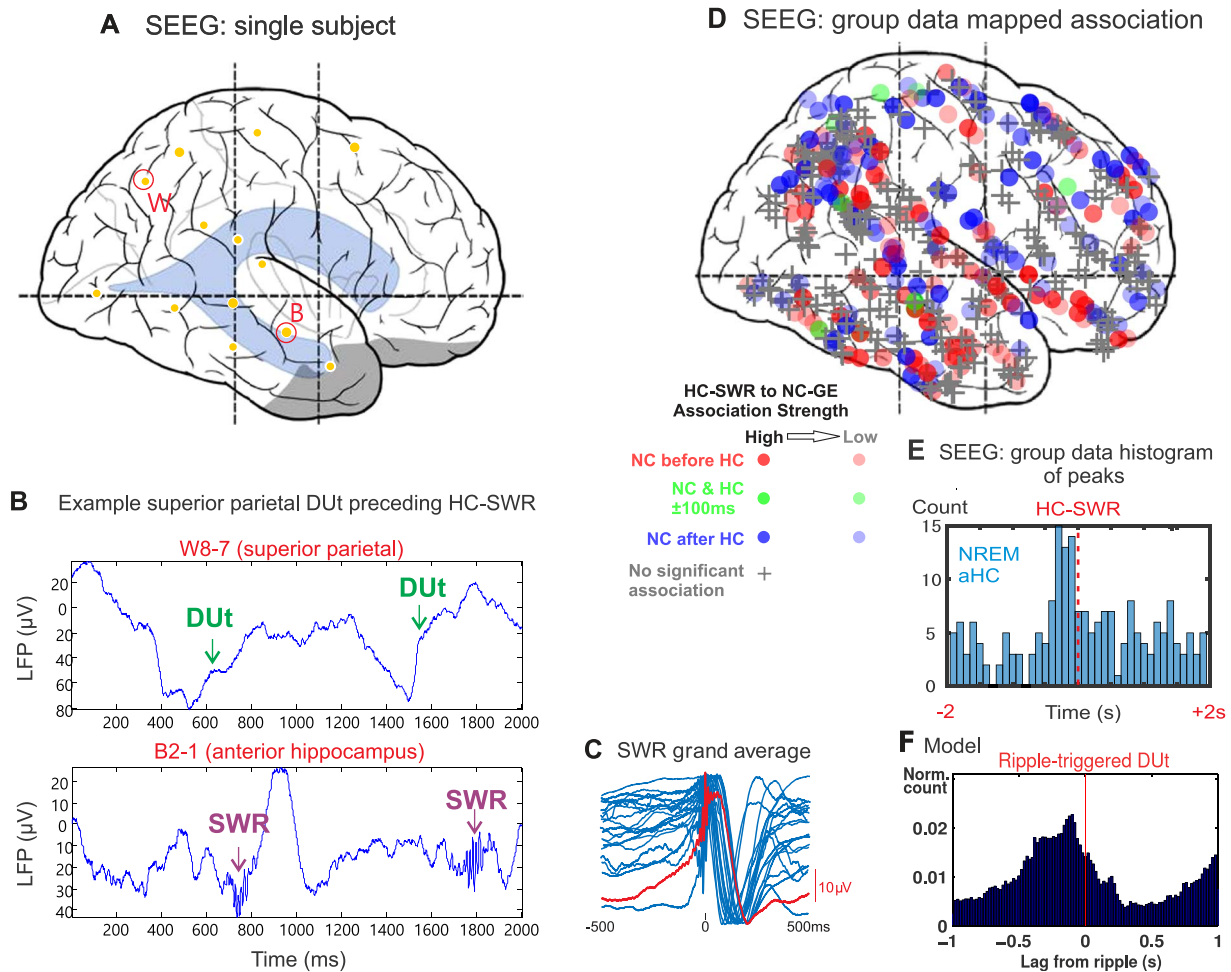 A SEEG: single subject
W
B
B Example superior parietal DUt preceding HC-SWR
W8-7 (superior parietal)
LFP (µV)
20
0
20
40
60
80
DUt
DUt
200 400 600 800 1000 1200 1400 1600 1800 2000
B2-1 (anterior hippocampus)
LFP (µV)
20
10
0
10
20
30
40
SWR
SWR
200 400 600 800 1000 1200 1400 1600 1800 2000
Time (ms)
C SWR grand average
10µV
-500 0 500ms
D SEEG: group data mapped association
HC-SWR to NC-GE
Association Strength
High Low
NC before HC
NC & HC
±100ms
NC after HC
No significant
association
E SEEG: group data histogram
of peaks
Count
HC-SWR
15
10
5
0
NREM
aHC
-2 Time (s) +2s
F Model
Ripple-triggered DUt
Norm.
count
0.02
0.01
0
−1 −0.5 0 0.5 1
Lag from ripple (s)